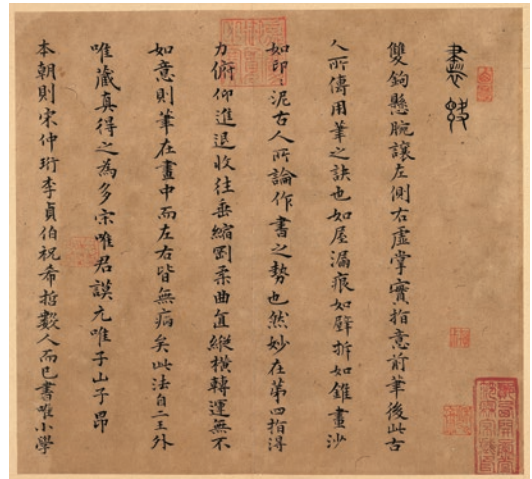 書訣
雙鉤懸腕讓左側右虛掌實指意前筆後此古
人所傳用筆之訣也如屋漏痕如壁拆如錐畫沙
如印々泥古人所論作書之勢也然妙在第四指得
力俯仰進退收往垂縮剛柔曲直縱橫轉運無不
如意則筆在畫中而左右皆無病矣此法自二王外
唯藏真得之為多宗唯君謨元唯子山子昂
本朝則宋仲珩李貞伯祝希哲數人而已書唯小學